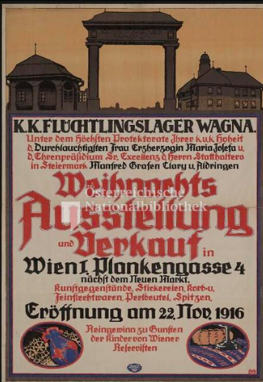 K.K. FLÜCHTLINGSLAGER WAGNA.
Unter dem Höchsten Protektorate Ihrer k.u.k. Hoheit
d. Durchlauchtigsten Frau Erzherzogin Maria Josefa u.
d. Ehrenpräsidium Sr. Exzellenz d. Herrn Statthalters
in Steiermark Manfred Grafen Clary u. Aldringen
Weihnachts
Österreichische
Nationalbibliothek
Ausstellung
und Verkauf in
Wien I, Plankengasse 4
nächst dem Neuen Markt.
Kunstgegenstände, Stickereien, Korb- u.
Feinflechtwaren, Perlbeutel, Spitzen,
Eröffnung am 22. Nov. 1916
Reingewinn zu Gunsten
der Kinder von Wiener
Reservisten